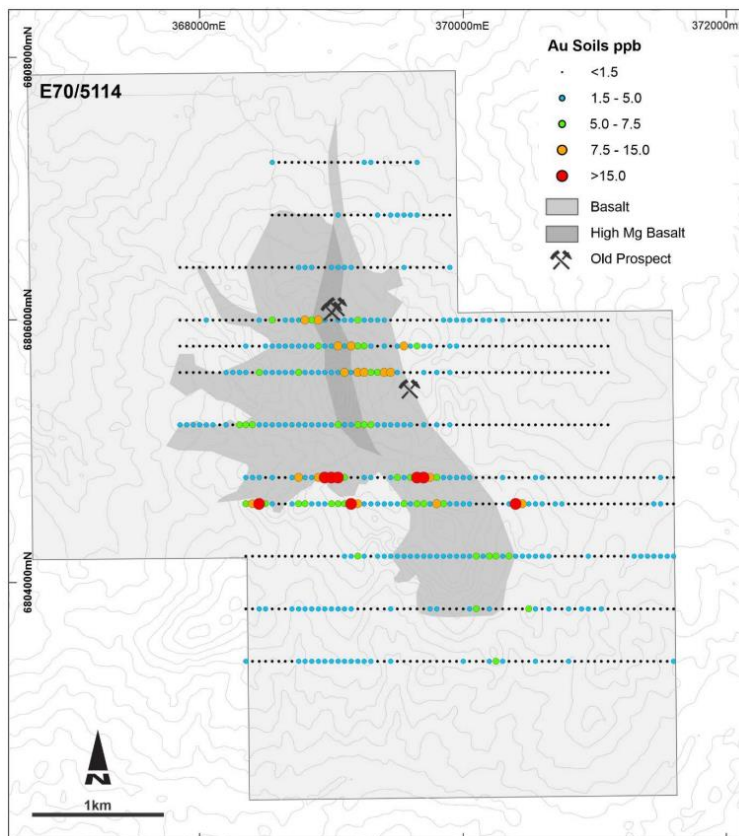 368000mE
370000mE
372000mE
6808000mN
6806000mN
6804000mN
E70/5114
Au Soils ppb
<1.5
1.5 - 5.0
5.0 - 7.5
7.5 - 15.0
>15.0
Basalt
High Mg Basalt
Old Prospect
N
1km